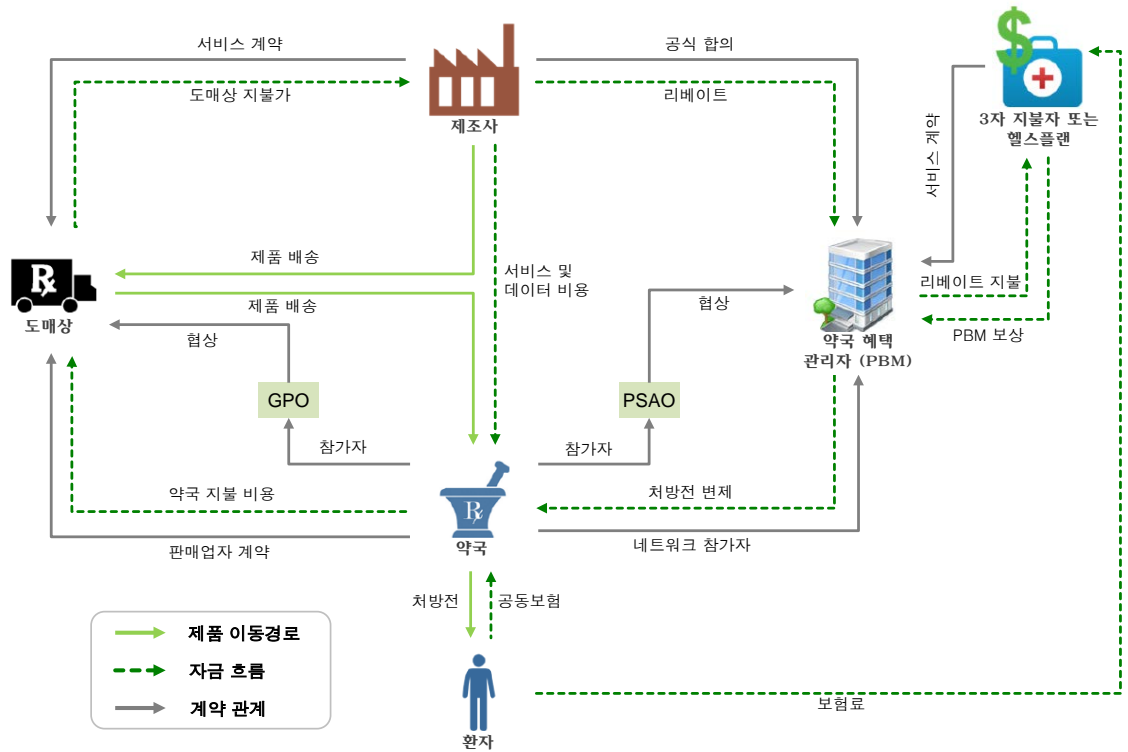 서비스 계약
공식 합의
도매상 지불가
리베이트
제조사
3자 지불자 또는
헬스플랜
서비스 계약
제품 배송
서비스 및
데이터 비용
리베이트 지불
제품 배송
협상
도매상
협상
PBM 보상
약국 혜택
관리자 (PBM)
GPO
PSAO
참가자
참가자
약국 지불 비용
처방전 변제
Rx
Rx
약국
판매업자 계약
네트워크 참가자
처방전
공동보험
제품 이동경로
자금 흐름
계약 관계
보험료
환자